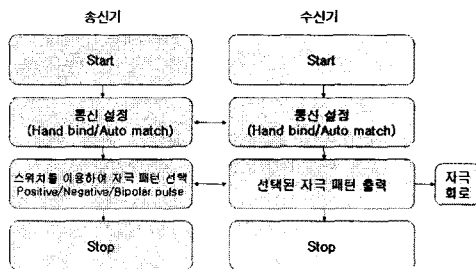 송신기
수신기
Start
Start
통신 설정
(Hand bind/Auto match)
통신 설정
(Hand bind/Auto match)
스위치를 이용하여 자극 패턴 선택
Positive/Negative/Bipolar pulse
선택된 자극 패턴 출력
자극
회로
Stop
Stop